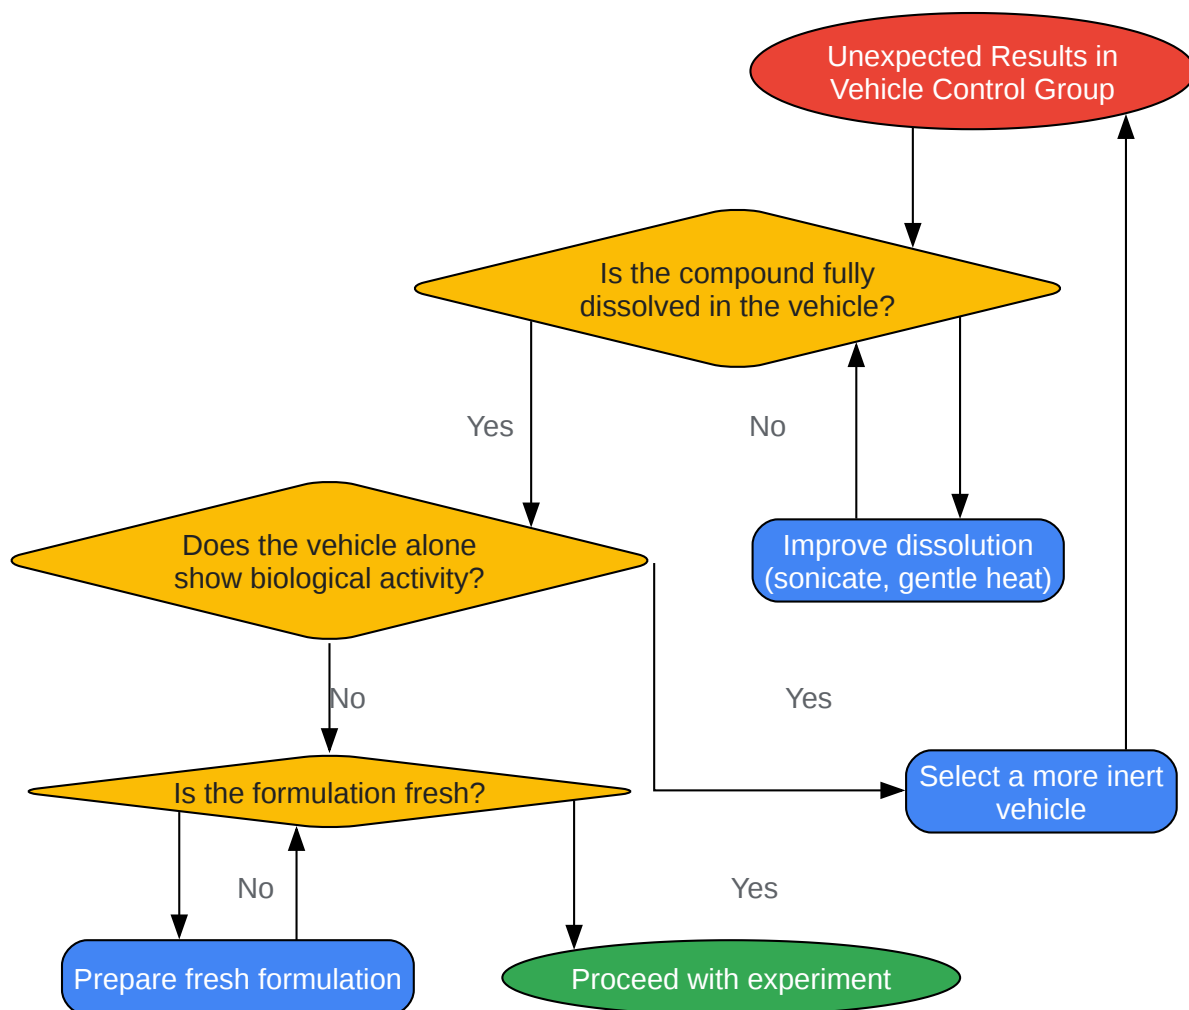 Unexpected Results in
Vehicle Control Group
Is the compound fully
dissolved in the vehicle?
Yes
No
Improve dissolution
(sonicate, gentle heat)
Does the vehicle alone
show biological activity?
No
Yes
Select a more inert
vehicle
Is the formulation fresh?
No
Yes
Prepare fresh formulation
Proceed with experiment